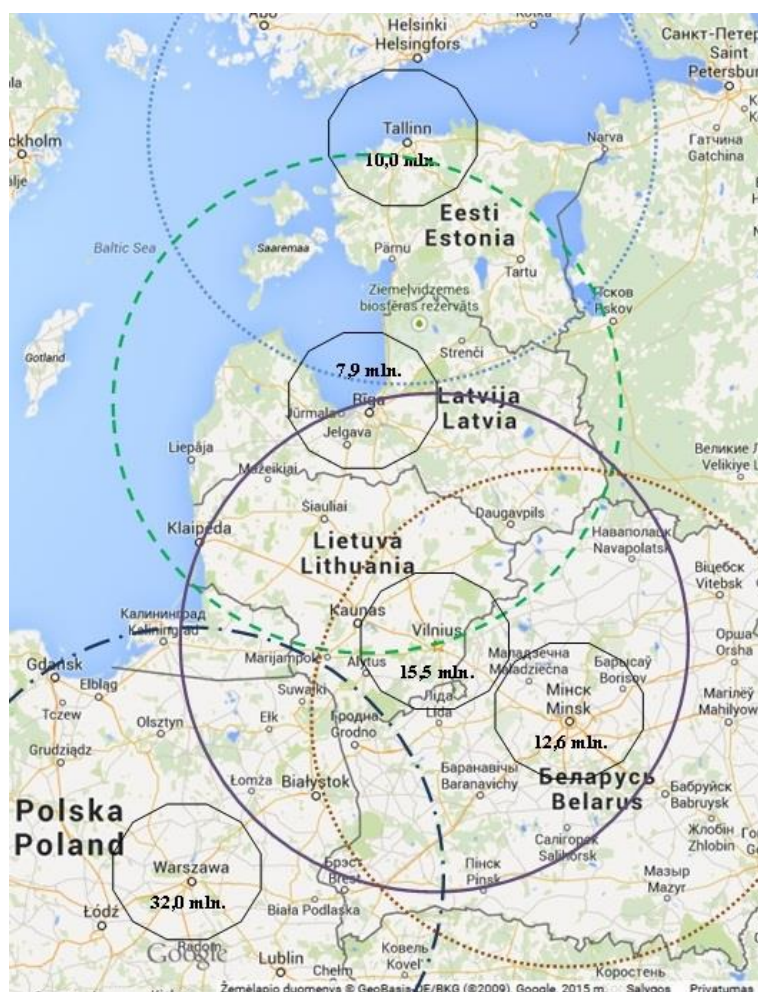 Åbo
Helsinki
Helsingfors
Kotka
Санкт-Петер
Saint
Petersbur
Гатчина
Gatchina
ckholm
Tallinn
10,0 mln.
Narva
Eesti
Estonia
Baltic Sea
Saaremaa
Pärnu
Tartu
Псков
Pskov
Ziemeļvidzemes
biosfēras rezervāts
Strenči
Gotland
7,9 mln.
Rīga
Jūrmala
Jelgava
Latvija
Latvia
Великие Л
Velikiye L
Liepāja
Mažeikiai
Šiauliai
Daugavpils
Klaipėda
Lietuva
Lithuania
Наваполацк
Navapolatsk
Віцебск
Vitebsk
Kaunas
Vilnius
Калининград
Kaliningrad
Marijampolė
Alytus
15,5 mln.
Маладзечна
Maladziečna
Барысаў
Borisov
Орша
Orsha
Gdańsk
Elbląg
Tczew
Suwałki
Ліда
Lida
Мінск
Minsk
12,6 mln.
Магілёў
Mahilyow
Olsztyn
Ełk
Гродна
Grodno
Grudziądz
Łomża
Białystok
Баранавічы
Baranavichy
Беларусь
Belarus
Бабруйск
Babruysk
Жлобін
Zhlobin
Polska
Poland
Салігорск
Salihorsk
Warszawa
32,0 mln.
Брэст
Brest
Пінск
Pinsk
Мазыр
Mazyr
Łódź
Biała Podlaska
Radom
Google
Lublin
Chełm
Ковель
Kovel'
Коростень
Žemėlapio duomenys © GeoBasis-DE/BKG (©2009), Google, 2015 m.
Sąlygos
Privatumas